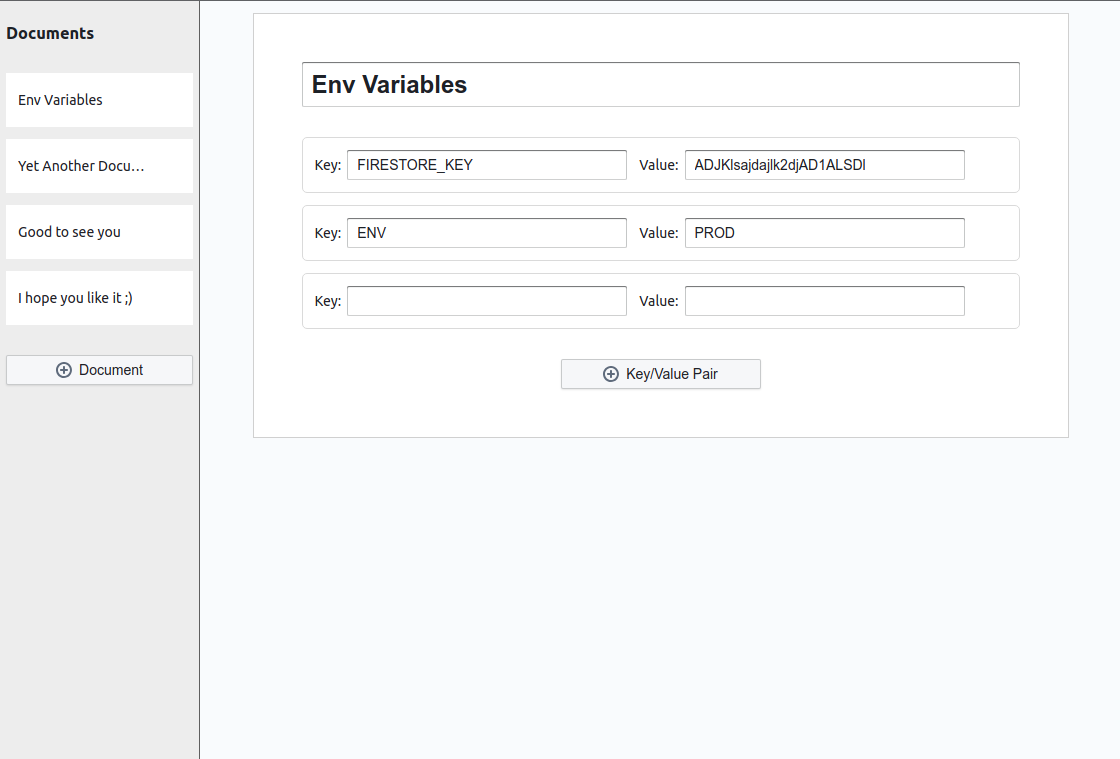 Documents
Env Variables
Yet Another Docu...
Good to see you
I hope you like it ;)
Document
Env Variables
Key: FIRESTORE_KEY Value: ADJKlsajdajlk2djAD1ALSDl
Key: ENV Value: PROD
Key: Value:
Key/Value Pair